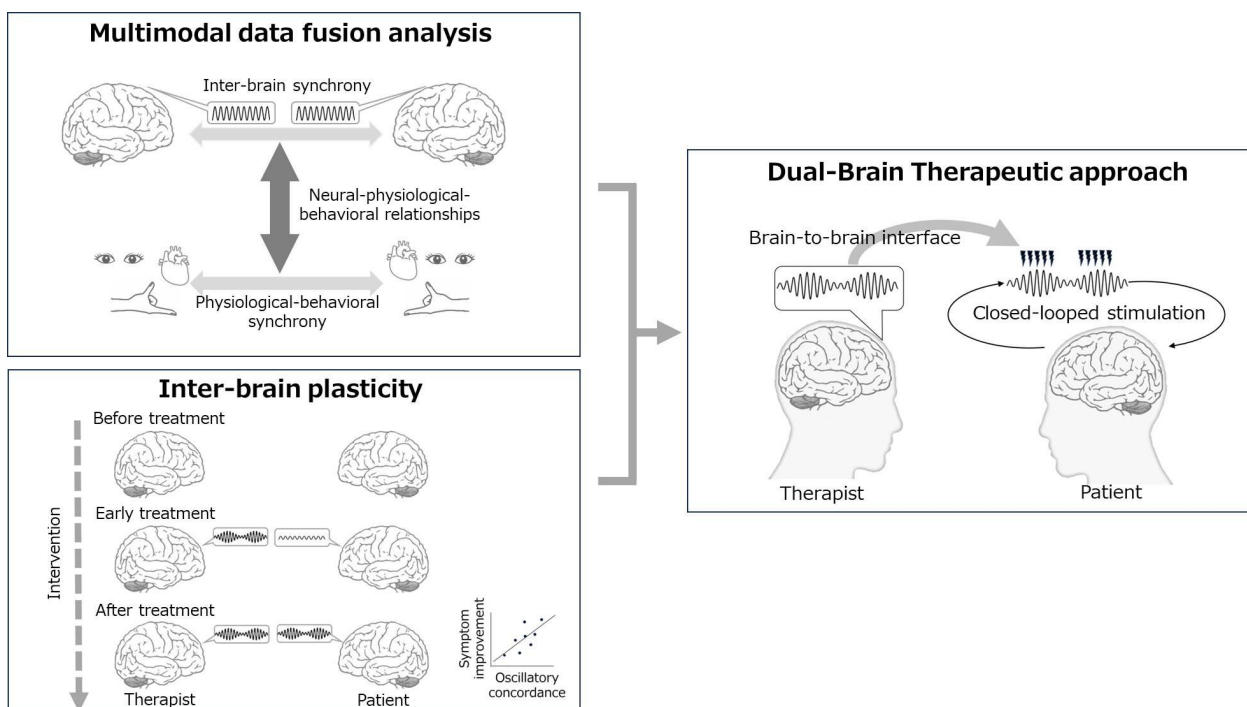 Multimodal data fusion analysis
Inter-brain synchrony
Neural-physiological-
behavioral relationships
Physiological-behavioral
synchrony
Inter-brain plasticity
Before treatment
Early treatment
After treatment
Intervention
Therapist
Patient
Symptom
improvement
Oscillatory
concordance
Dual-Brain Therapeutic approach
Brain-to-brain interface
Closed-looped stimulation
Therapist
Patient